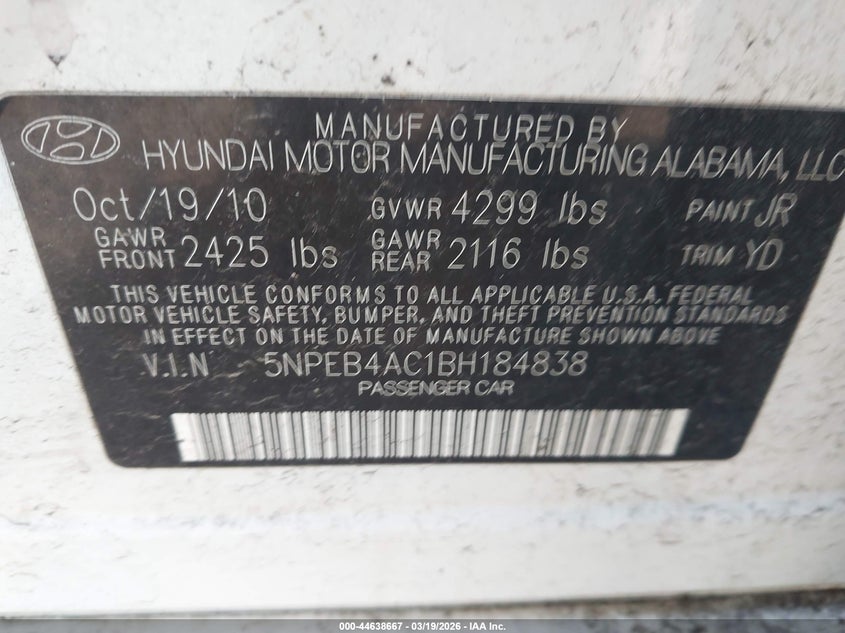 MANUFACTURED BY
HYUNDAI MOTOR MANUFACTURING ALABAMA, LLC
Oct/19/10 GVWR 4299 lbs PAINT JR
GAWR FRONT 2425 lbs GAWR REAR 2116 lbs TRIM YD
THIS VEHICLE CONFORMS TO ALL APPLICABLE U.S.A. FEDERAL
MOTOR VEHICLE SAFETY, BUMPER, AND THEFT PREVENTION STANDARDS
IN EFFECT ON THE DATE OF MANUFACTURE SHOWN ABOVE.
V.I.N 5NPEB4AC1BH184838
PASSENGER CAR
000-44638667 — 03/19/2026 — IAA Inc.